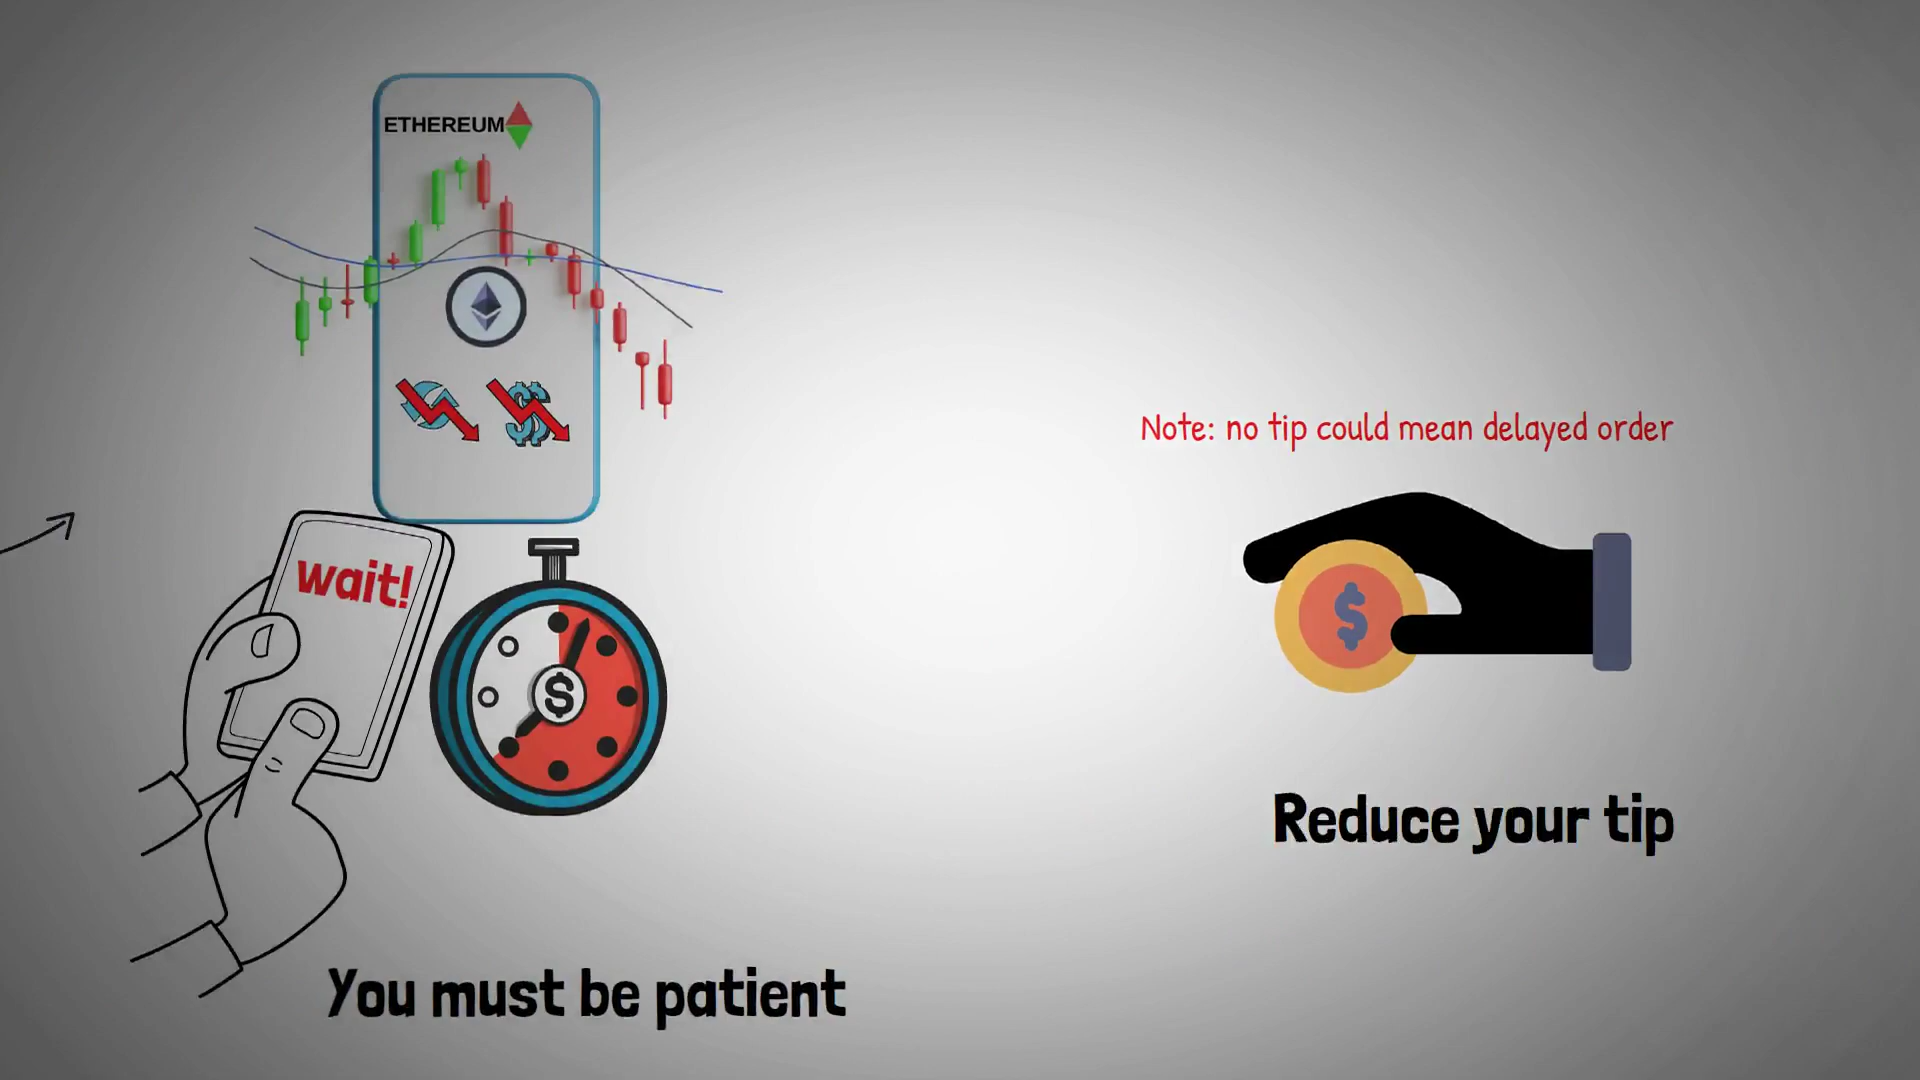 ETHEREUM
wait!
$
You must be patient
Note: no tip could mean delayed order
$
Reduce your tip